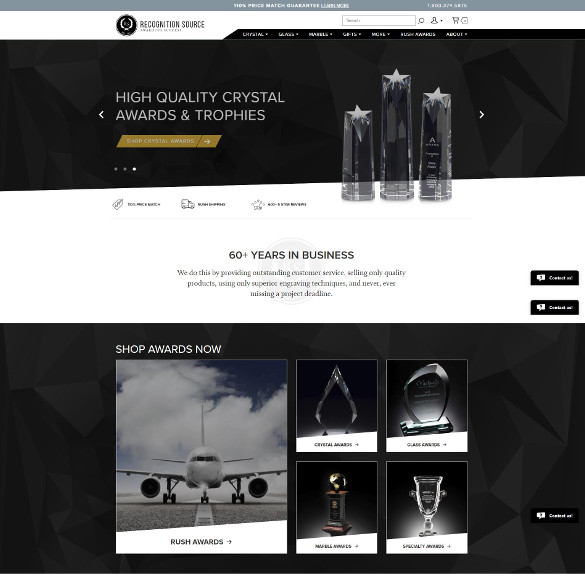 110% PRICE MATCH GUARANTEE LEARN MORE
1.800.279.5875
RECOGNITION SOURCE
AWARDING SUCCESS
Search
CRYSTAL
GLASS
MARBLE
GIFTS
MORE
RUSH AWARDS
ABOUT
HIGH QUALITY CRYSTAL
AWARDS & TROPHIES
SHOP CRYSTAL AWARDS
110% PRICE MATCH
RUSH SHIPPING
400+ 5 STAR REVIEWS
60+ YEARS IN BUSINESS
We do this by providing outstanding customer service, selling only quality
products, using only superior engraving techniques, and never, ever
missing a project deadline.
Contact us!
Contact us!
SHOP AWARDS NOW
CRYSTAL AWARDS
GLASS AWARDS
RUSH AWARDS
MARBLE AWARDS
SPECIALTY AWARDS
Contact us!